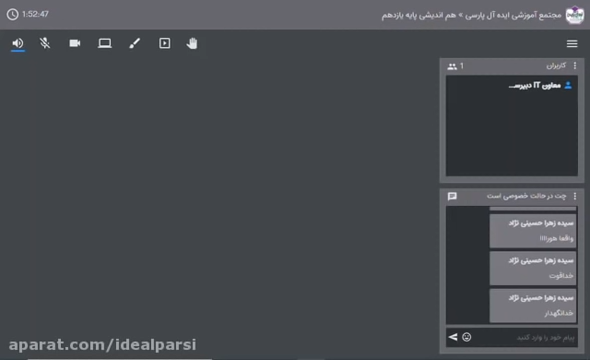 1:52:47
مجتمع آموزشی ایده آل پارسی » هم اندیشی پایه یازدهم
کاربران
1
معاون IT دبیرس...
چت در حالت خصوصی است
سیده زهرا حسینی نژاد
واقعا هورااا
سیده زهرا حسینی نژاد
خداقوت
سیده زهرا حسینی نژاد
خدانگهدار
پیام خود را وارد کنید
aparat.com/idealparsi